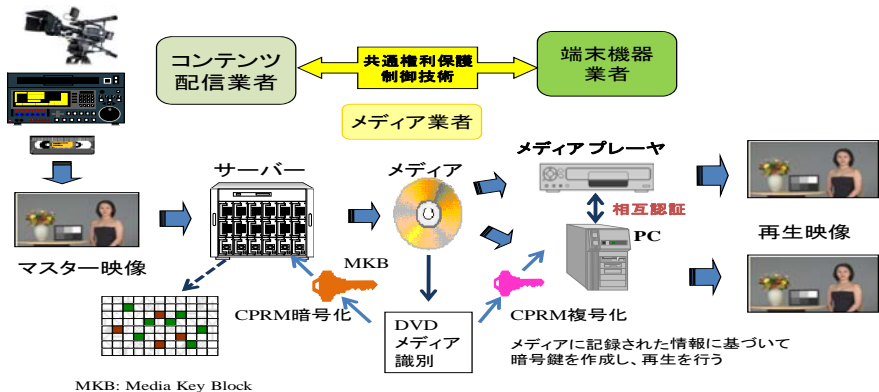 コンテンツ
配信業者
共通権利保護
制御技術
端末機器
業者
メディア業者
サーバー
メディア
メディアプレーヤ
相互認証
PC
再生映像
マスター映像
MKB
CPRM暗号化
DVD
メディア
識別
CPRM複号化
メディアに記録された情報に基づいて
暗号鍵を作成し、再生を行う
MKB: Media Key Block